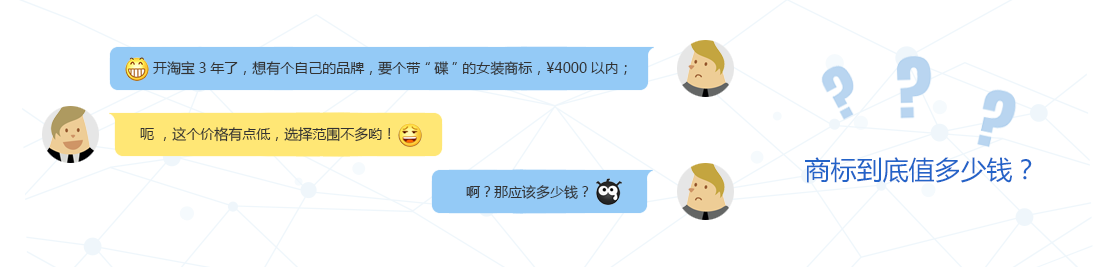 开淘宝 3 年了，想有个自己的品牌，要个带“ 碟 ”的女装商标，¥4000 以内；
呃 ，这个价格有点低，选择范围不多哟！
啊？那应该多少钱？
? ? ?
商标到底值多少钱？